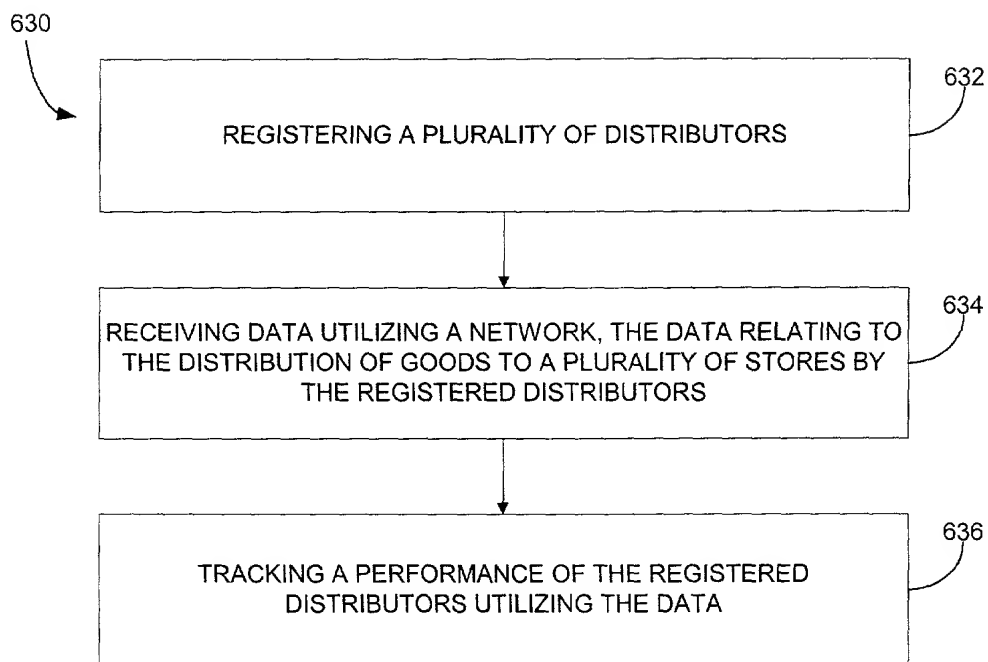 630
632
REGISTERING A PLURALITY OF DISTRIBUTORS
634
RECEIVING DATA UTILIZING A NETWORK, THE DATA RELATING TO
THE DISTRIBUTION OF GOODS TO A PLURALITY OF STORES BY
THE REGISTERED DISTRIBUTORS
636
TRACKING A PERFORMANCE OF THE REGISTERED
DISTRIBUTORS UTILIZING THE DATA